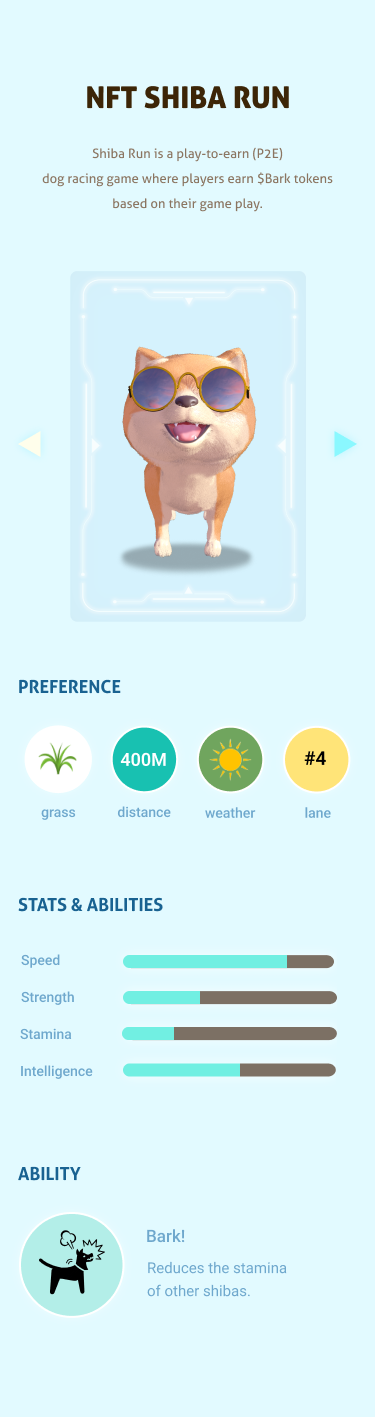 NFT SHIBA RUN
Shiba Run is a play-to-earn (P2E)
dog racing game where players earn $Bark tokens
based on their game play.
PREFERENCE
400M
#4
grass
distance
weather
lane
STATS & ABILITIES
Speed
Strength
Stamina
Intelligence
ABILITY
Bark!
Reduces the stamina
of other shibas.